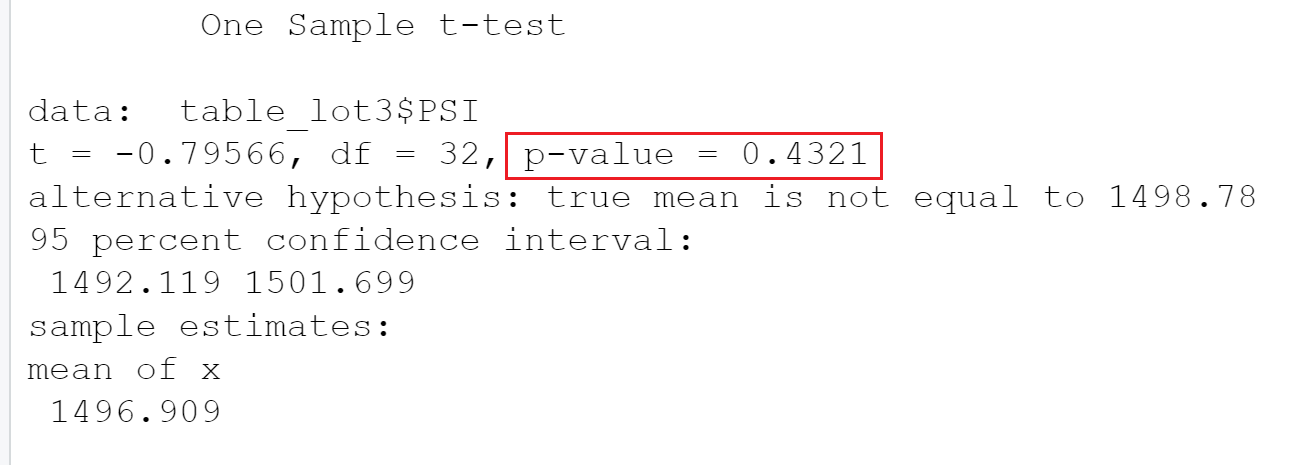 One Sample t-test
data:  table_lot3$PSI
t = -0.79566, df = 32, p-value = 0.4321
alternative hypothesis: true mean is not equal to 1498.78
95 percent confidence interval:
1492.119 1501.699
sample estimates:
mean of x
1496.909